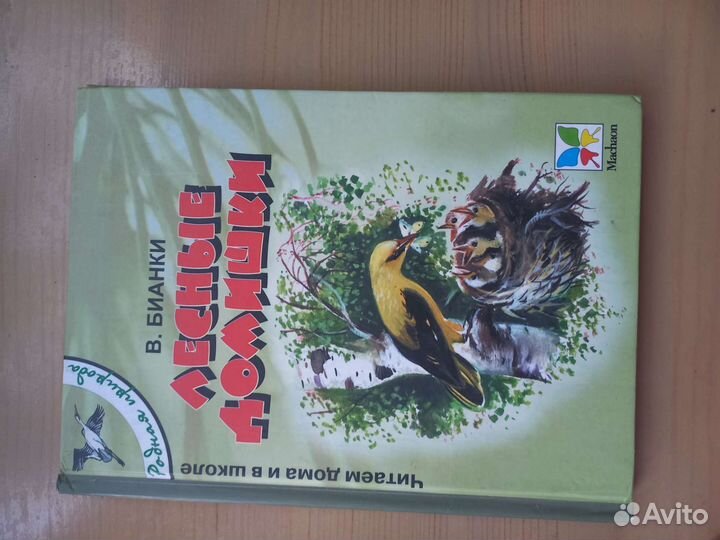 Родная природа
В. БИАНКИ
ЛЕСНЫЕ
ДОМИШКИ
Machaon
Читаем дома и в школе
Avito